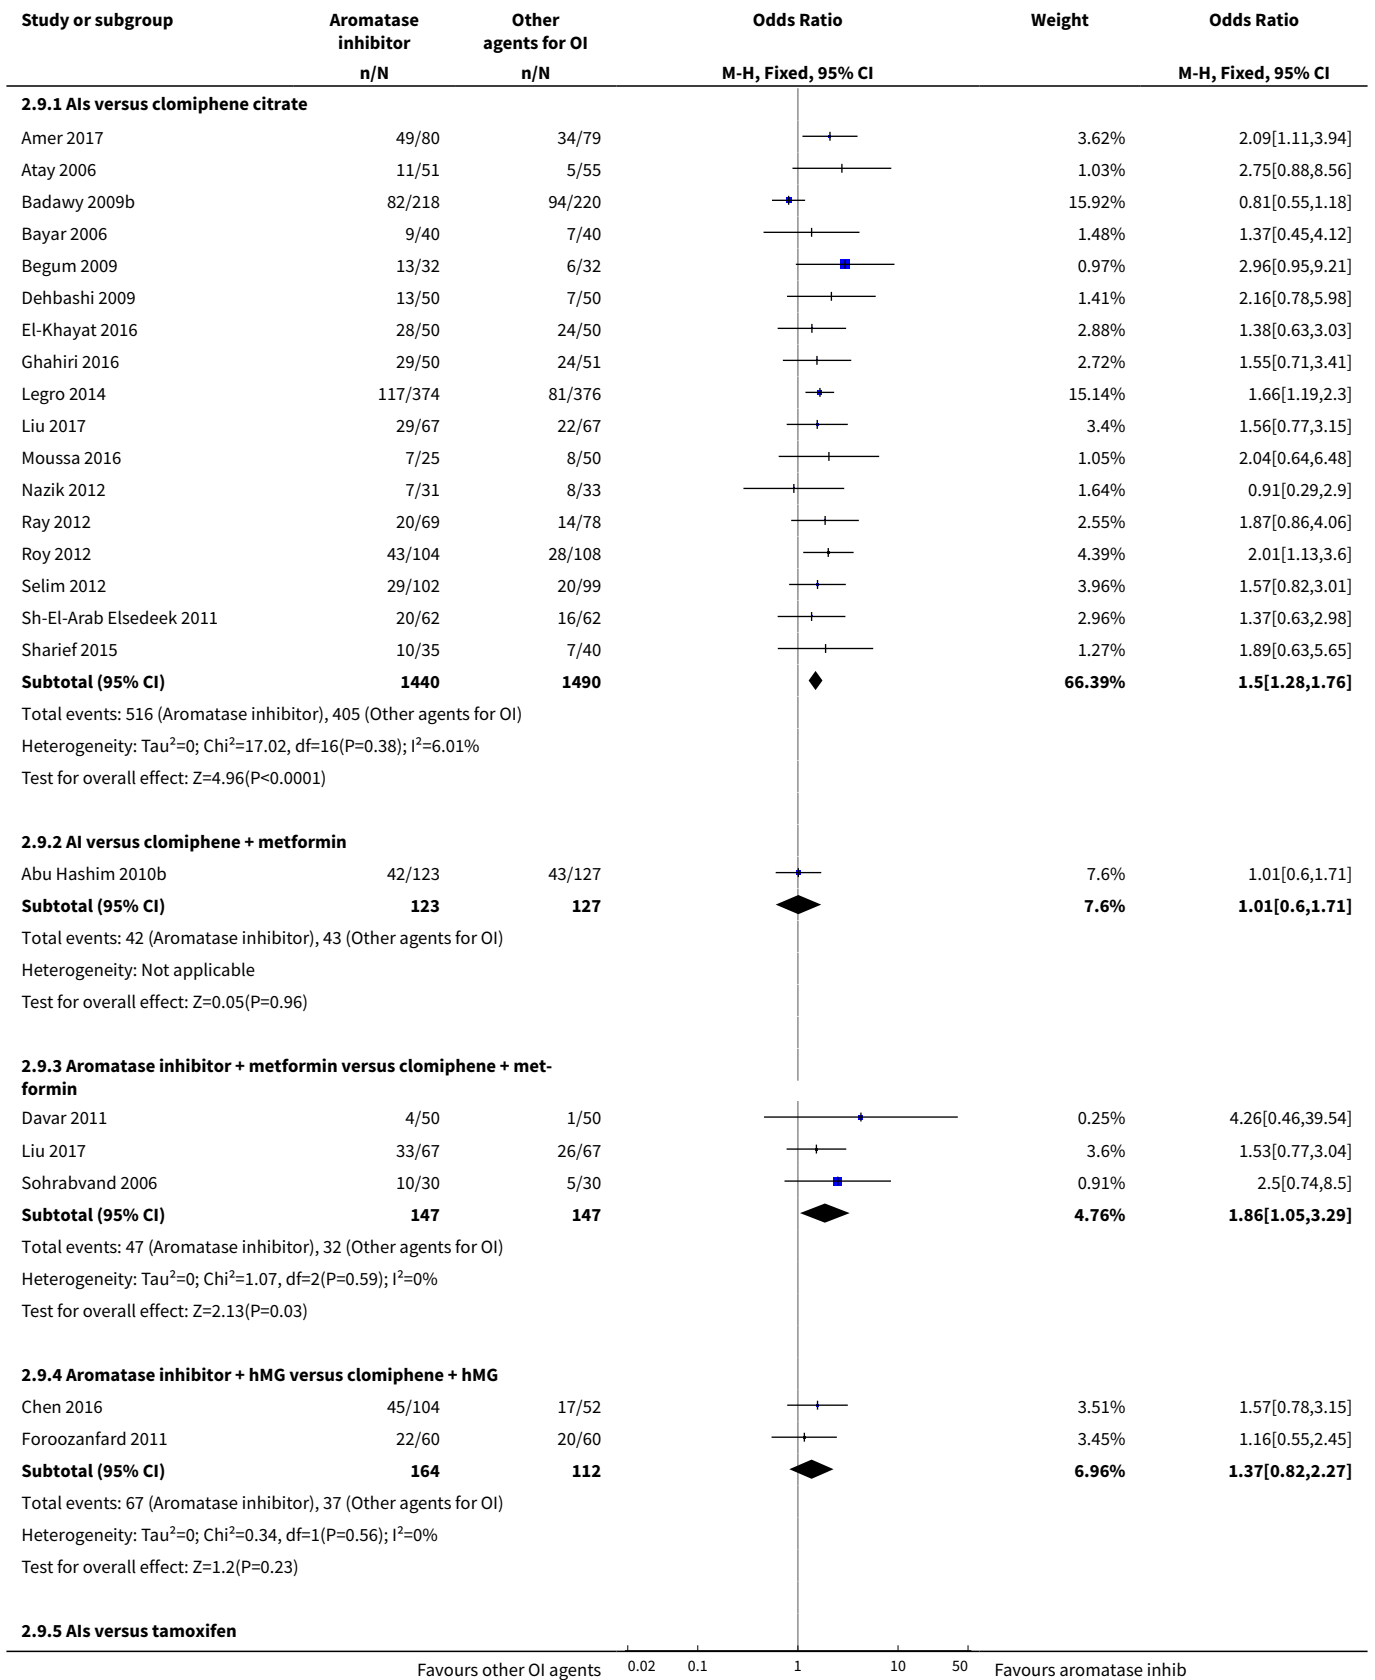 Study or subgroup Aromatase inhibitor Other agents for OI Odds Ratio Weight Odds Ratio
n/N n/N M-H, Fixed, 95% CI M-H, Fixed, 95% CI
2.9.1 AIs versus clomiphene citrate
Amer 2017 49/80 34/79 3.62% 2.09[1.11,3.94]
Atay 2006 11/51 5/55 1.03% 2.75[0.88,8.56]
Badawy 2009b 82/218 94/220 15.92% 0.81[0.55,1.18]
Bayar 2006 9/40 7/40 1.48% 1.37[0.45,4.12]
Begum 2009 13/32 6/32 0.97% 2.96[0.95,9.21]
Dehbashi 2009 13/50 7/50 1.41% 2.16[0.78,5.98]
El-Khayat 2016 28/50 24/50 2.88% 1.38[0.63,3.03]
Ghahiri 2016 29/50 24/51 2.72% 1.55[0.71,3.41]
Legro 2014 117/374 81/376 15.14% 1.66[1.19,2.3]
Liu 2017 29/67 22/67 3.4% 1.56[0.77,3.15]
Moussa 2016 7/25 8/50 1.05% 2.04[0.64,6.48]
Nazik 2012 7/31 8/33 1.64% 0.91[0.29,2.9]
Ray 2012 20/69 14/78 2.55% 1.87[0.86,4.06]
Roy 2012 43/104 28/108 4.39% 2.01[1.13,3.6]
Selim 2012 29/102 20/99 3.96% 1.57[0.82,3.01]
Sh-El-Arab Elsedeek 2011 20/62 16/62 2.96% 1.37[0.63,2.98]
Sharief 2015 10/35 7/40 1.27% 1.89[0.63,5.65]
Subtotal (95% CI) 1440 1490 66.39% 1.5[1.28,1.76]
Total events: 516 (Aromatase inhibitor), 405 (Other agents for OI)
Heterogeneity: Tau²=0; Chi²=17.02, df=16(P=0.38); I²=6.01%
Test for overall effect: Z=4.96(P<0.0001)
2.9.2 AI versus clomiphene + metformin
Abu Hashim 2010b 42/123 43/127 7.6% 1.01[0.6,1.71]
Subtotal (95% CI) 123 127 7.6% 1.01[0.6,1.71]
Total events: 42 (Aromatase inhibitor), 43 (Other agents for OI)
Heterogeneity: Not applicable
Test for overall effect: Z=0.05(P=0.96)
2.9.3 Aromatase inhibitor + metformin versus clomiphene + met-
formin
Davar 2011 4/50 1/50 0.25% 4.26[0.46,39.54]
Liu 2017 33/67 26/67 3.6% 1.53[0.77,3.04]
Sohrabvand 2006 10/30 5/30 0.91% 2.5[0.74,8.5]
Subtotal (95% CI) 147 147 4.76% 1.86[1.05,3.29]
Total events: 47 (Aromatase inhibitor), 32 (Other agents for OI)
Heterogeneity: Tau²=0; Chi²=1.07, df=2(P=0.59); I²=0%
Test for overall effect: Z=2.13(P=0.03)
2.9.4 Aromatase inhibitor + hMG versus clomiphene + hMG
Chen 2016 45/104 17/52 3.51% 1.57[0.78,3.15]
Foroozanfard 2011 22/60 20/60 3.45% 1.16[0.55,2.45]
Subtotal (95% CI) 164 112 6.96% 1.37[0.82,2.27]
Total events: 67 (Aromatase inhibitor), 37 (Other agents for OI)
Heterogeneity: Tau²=0; Chi²=0.34, df=1(P=0.56); I²=0%
Test for overall effect: Z=1.2(P=0.23)
2.9.5 AIs versus tamoxifen
Favours other OI agents 0.02 0.1 1 10 50 Favours aromatase inhib